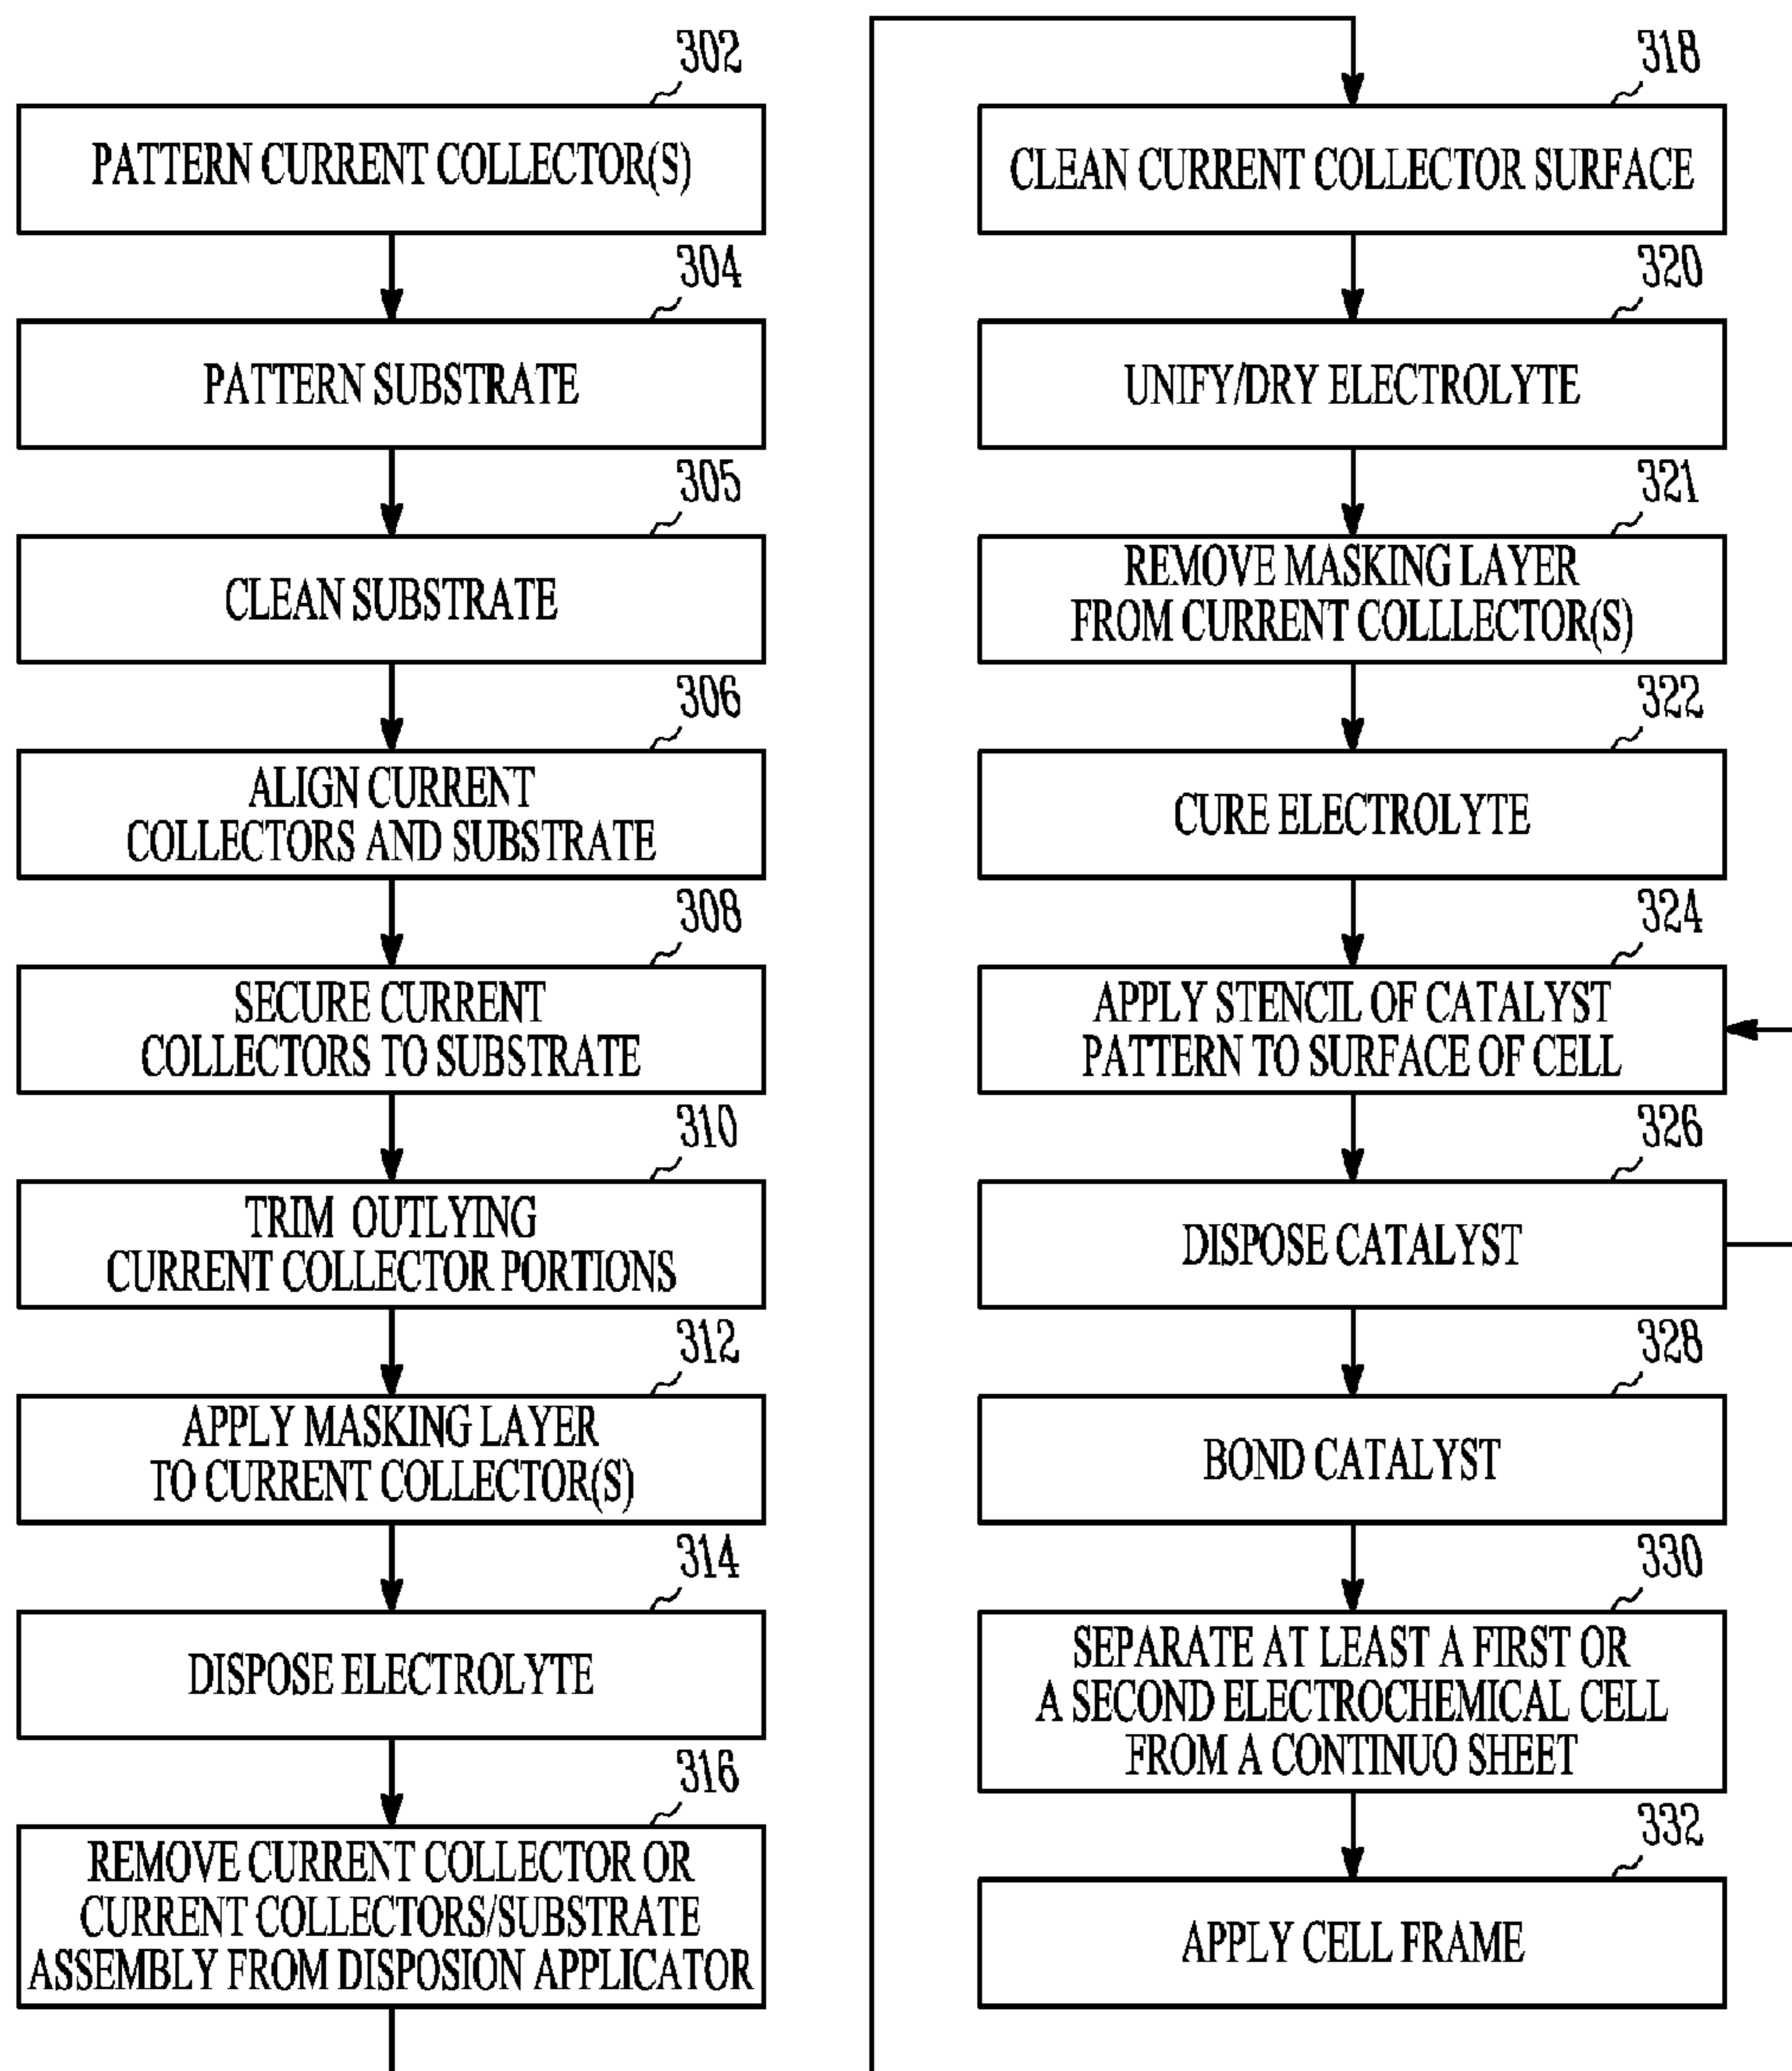 302
PATTERN CURRENT COLLECTOR(S)
304
PATTERN SUBSTRATE
305
CLEAN SUBSTRATE
306
ALIGN CURRENT
COLLECTORS AND SUBSTRATE
308
SECURE CURRENT
COLLECTORS TO SUBSTRATE
310
TRIM OUTLYING
CURRENT COLLECTOR PORTIONS
312
APPLY MASKING LAYER
TO CURRENT COLLECTOR(S)
314
DISPOSE ELECTROLYTE
316
REMOVE CURRENT COLLECTOR OR
CURRENT COLLECTORS/SUBSTRATE
ASSEMBLY FROM DISPOSION APPLICATOR
318
CLEAN CURRENT COLLECTOR SURFACE
320
UNIFY/DRY ELECTROLYTE
321
REMOVE MASKING LAYER
FROM CURRENT COLLLECTOR(S)
322
CURE ELECTROLYTE
324
APPLY STENCIL OF CATALYST
PATTERN TO SURFACE OF CELL
326
DISPOSE CATALYST
328
BOND CATALYST
330
SEPARATE AT LEAST A FIRST OR
A SECOND ELECTROCHEMICAL CELL
FROM A CONTINUO SHEET
332
APPLY CELL FRAME